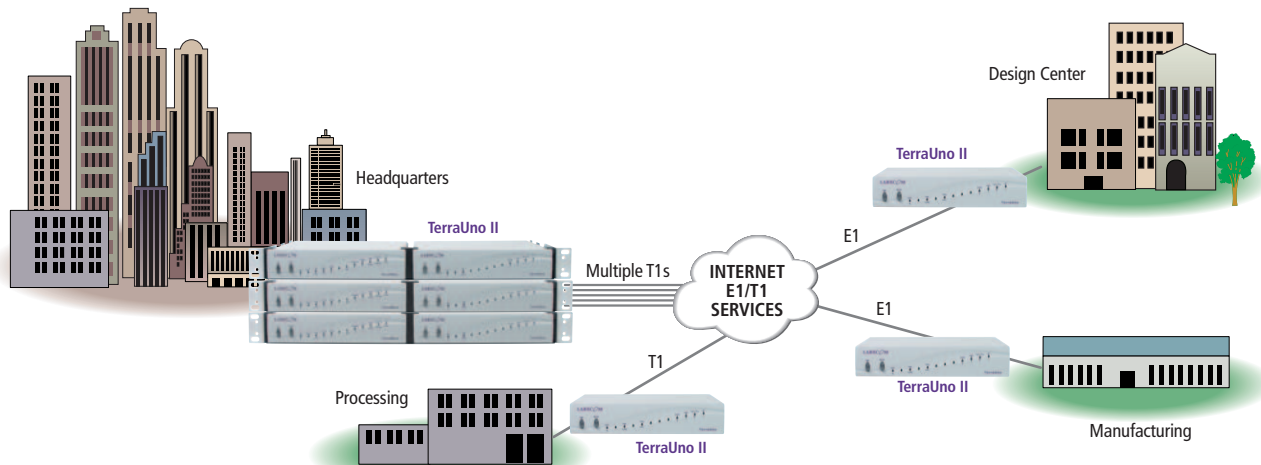 Design Center
TerraUno II
Headquarters
TerraUno II
E1
Multiple T1s
INTERNET
E1/T1
SERVICES
E1
T1
TerraUno II
Processing
TerraUno II
Manufacturing